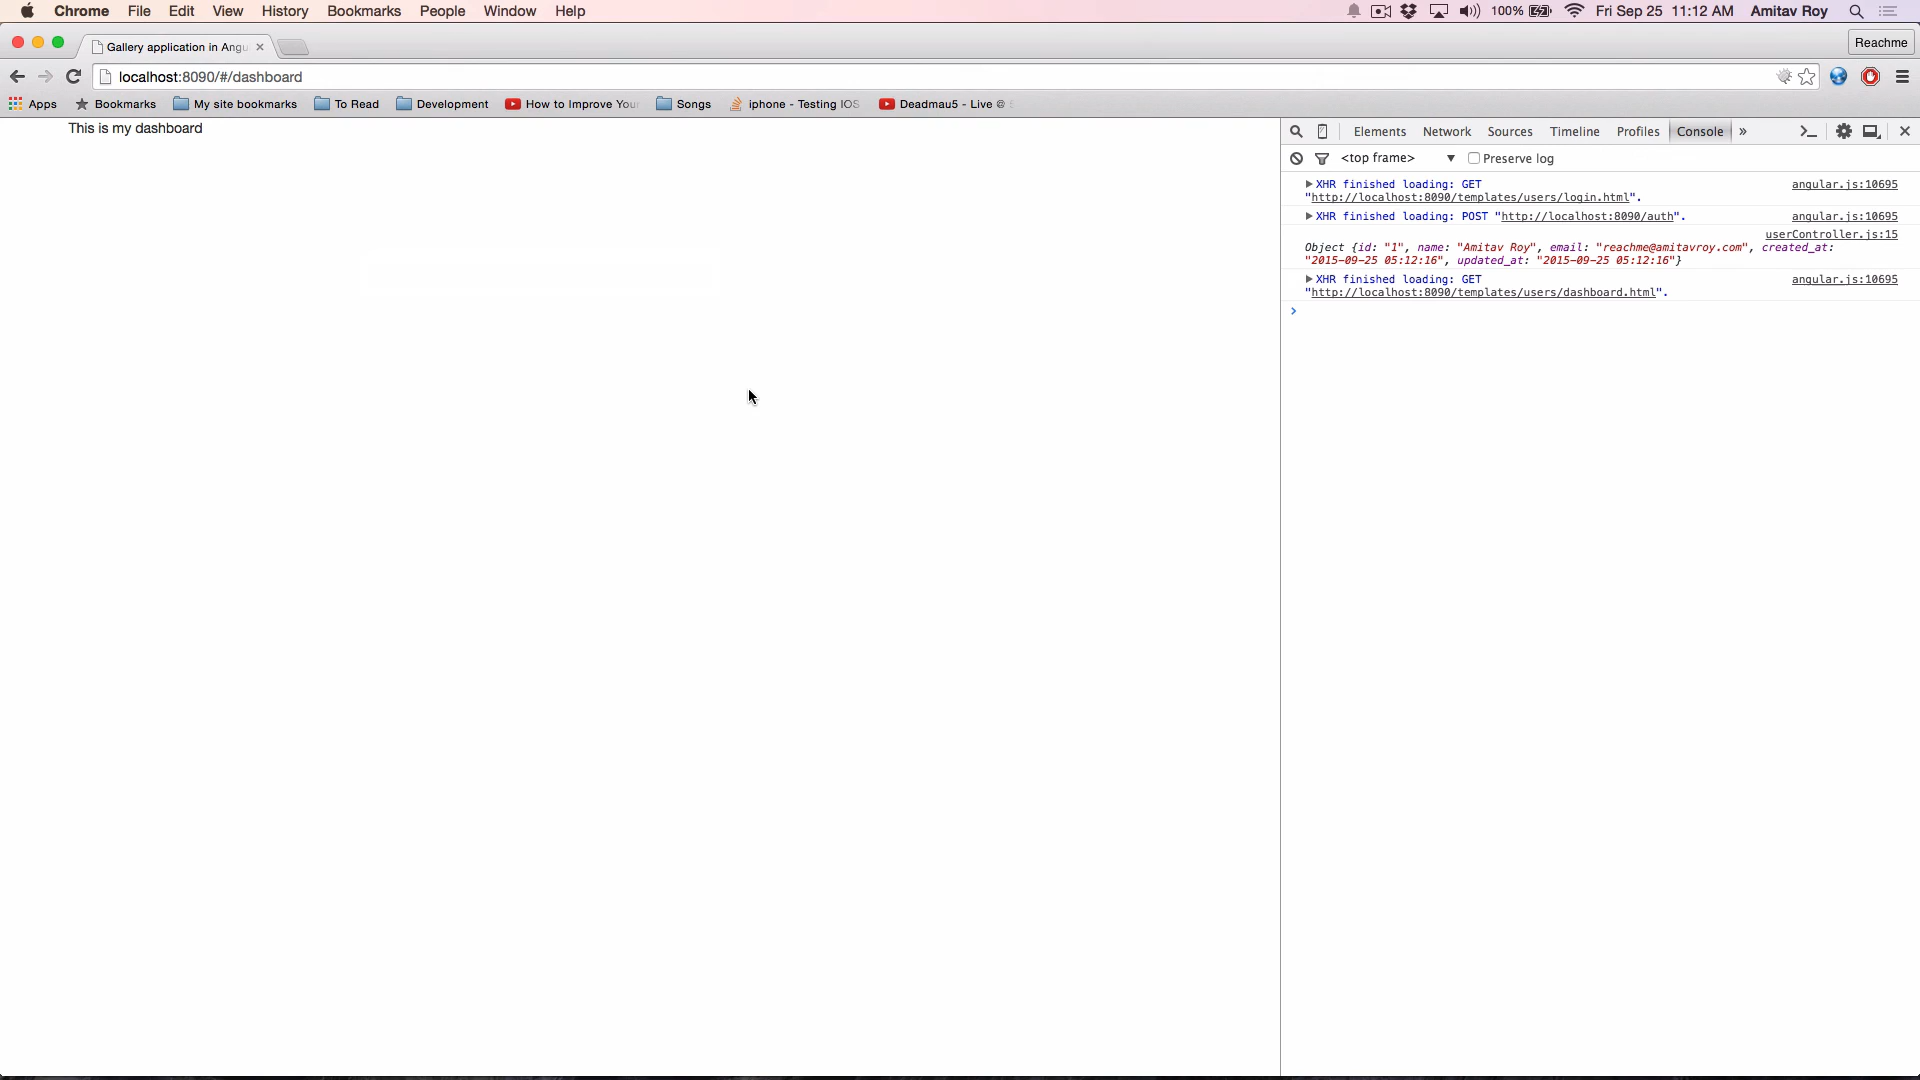 Chrome File Edit View History Bookmarks People Window Help 100% Fri Sep 25 11:12 AM Amitav Roy
Gallery application in Angu
Reachme
localhost:8090/#/dashboard
Apps Bookmarks My site bookmarks To Read Development How to Improve Your Songs iphone - Testing IOS Deadmau5 - Live @
This is my dashboard
Elements Network Sources Timeline Profiles Console »
<top frame> ▼ Preserve log
XHR finished loading: GET angular.js:10695
"http://localhost:8090/templates/users/login.html".
XHR finished loading: POST "http://localhost:8090/auth". angular.js:10695
userController.js:15
Object {id: "1", name: "Amitav Roy", email: "reachme@amitavroy.com", created_at:
"2015-09-25 05:12:16", updated_at: "2015-09-25 05:12:16"}
XHR finished loading: GET angular.js:10695
"http://localhost:8090/templates/users/dashboard.html".